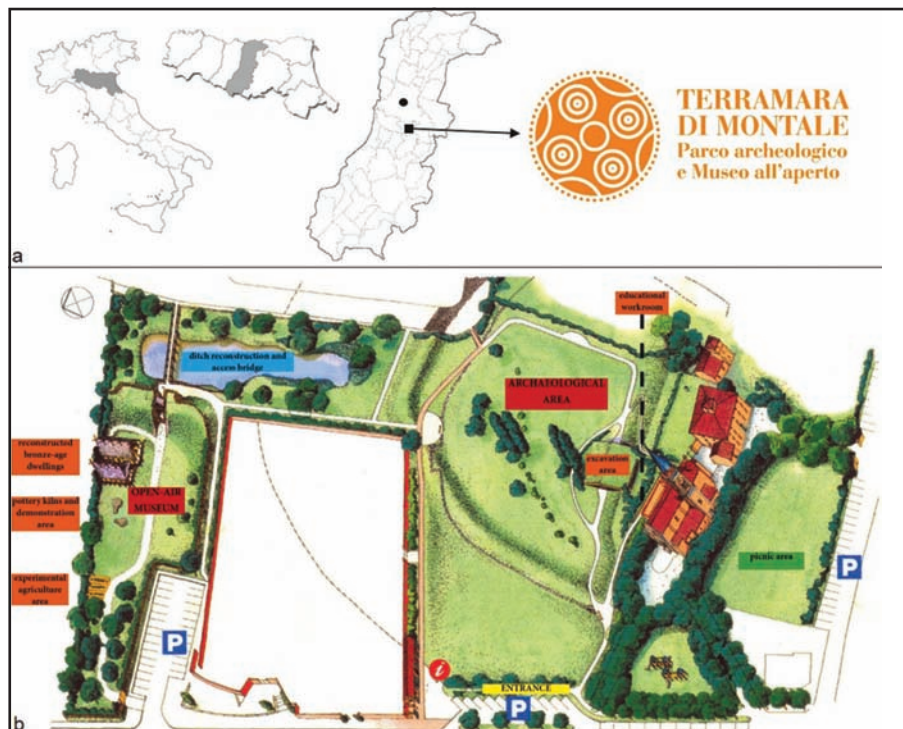 TERRAMARA
DI MONTALE
Parco archeologico
e Museo all'aperto
a
educational
workroom
ditch reconstruction and
access bridge
ARCHAEOLOGICAL
AREA
reconstructed
bronze-age
dwellings
excavation
area
OPEN-AIR
MUSEUM
pottery kilns and
demonstration
area
picnic area
experimental
agriculture
area
P
P
i
ENTRANCE
P
b